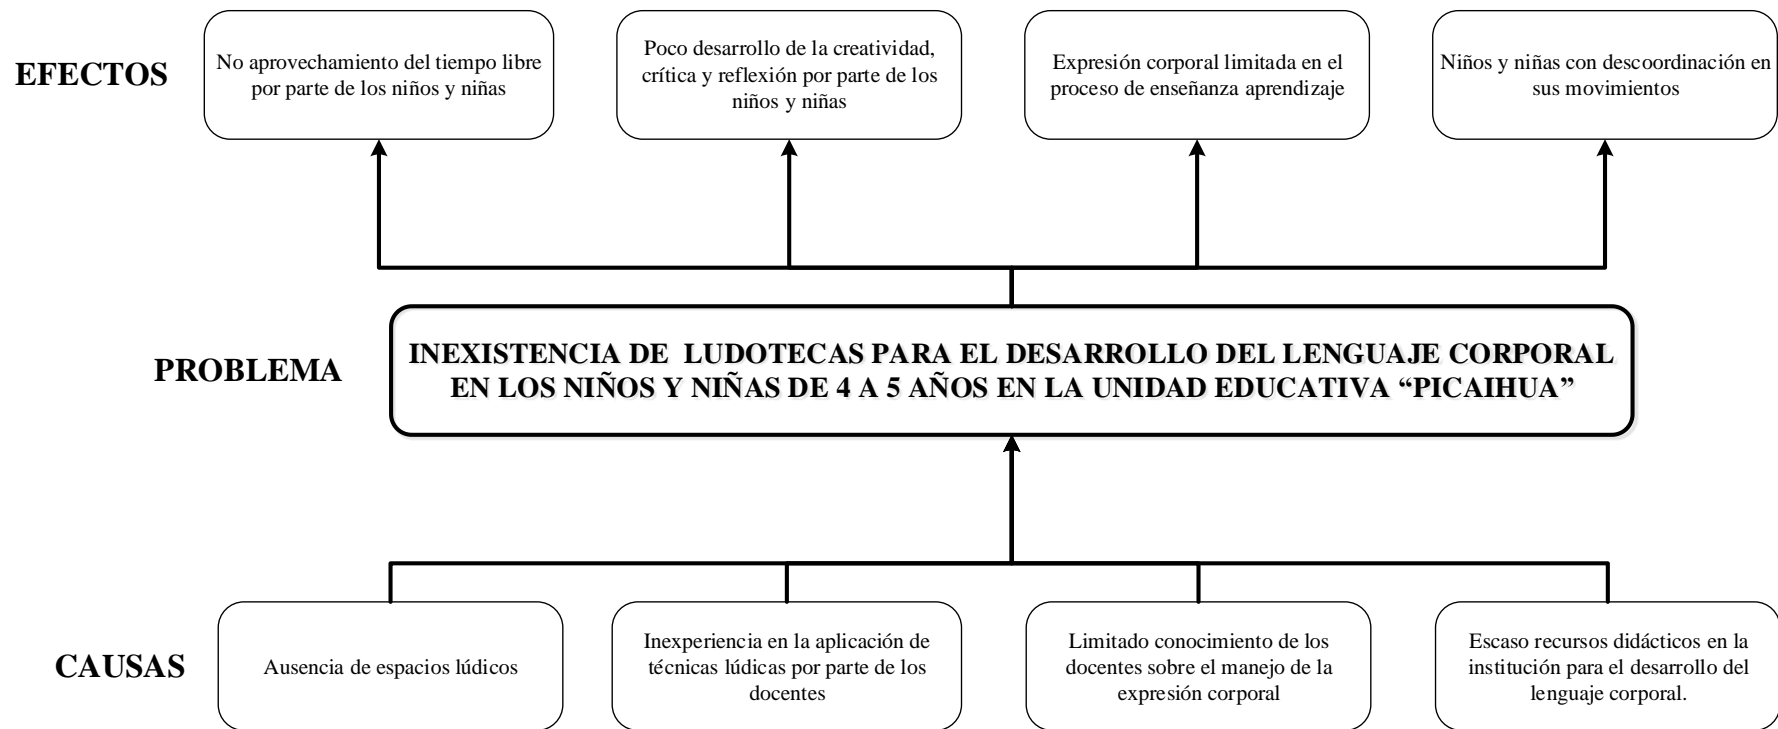 EFECTOS
No aprovechamiento del tiempo libre
por parte de los niños y niñas
Poco desarrollo de la creatividad,
crítica y reflexión por parte de los
niños y niñas
Expresión corporal limitada en el
proceso de enseñanza aprendizaje
Niños y niñas con descoordinación en
sus movimientos
PROBLEMA
INEXISTENCIA DE LUDOTECAS PARA EL DESARROLLO DEL LENGUAJE CORPORAL
EN LOS NIÑOS Y NIÑAS DE 4 A 5 AÑOS EN LA UNIDAD EDUCATIVA “PICAIHUA”
CAUSAS
Ausencia de espacios lúdicos
Inexperiencia en la aplicación de
técnicas lúdicas por parte de los
docentes
Limitado conocimiento de los
docentes sobre el manejo de la
expresión corporal
Escaso recursos didácticos en la
institución para el desarrollo del
lenguaje corporal.